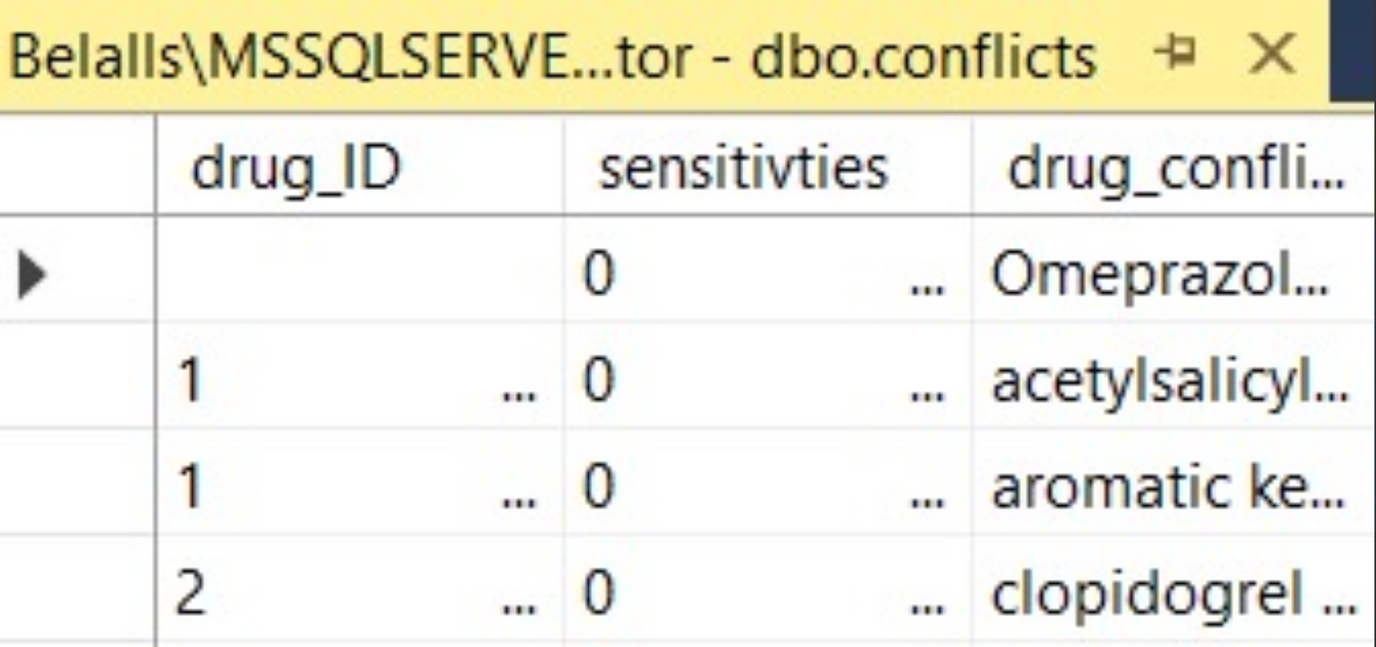 Belalls\MSSQLSERVE...tor - dbo.conflicts
drug_ID sensitivties drug_confli...
0 ... Omeprazol...
1 ... 0 ... acetylsalicyl...
1 ... 0 ... aromatic ke...
2 ... 0 ... clopidogrel ...